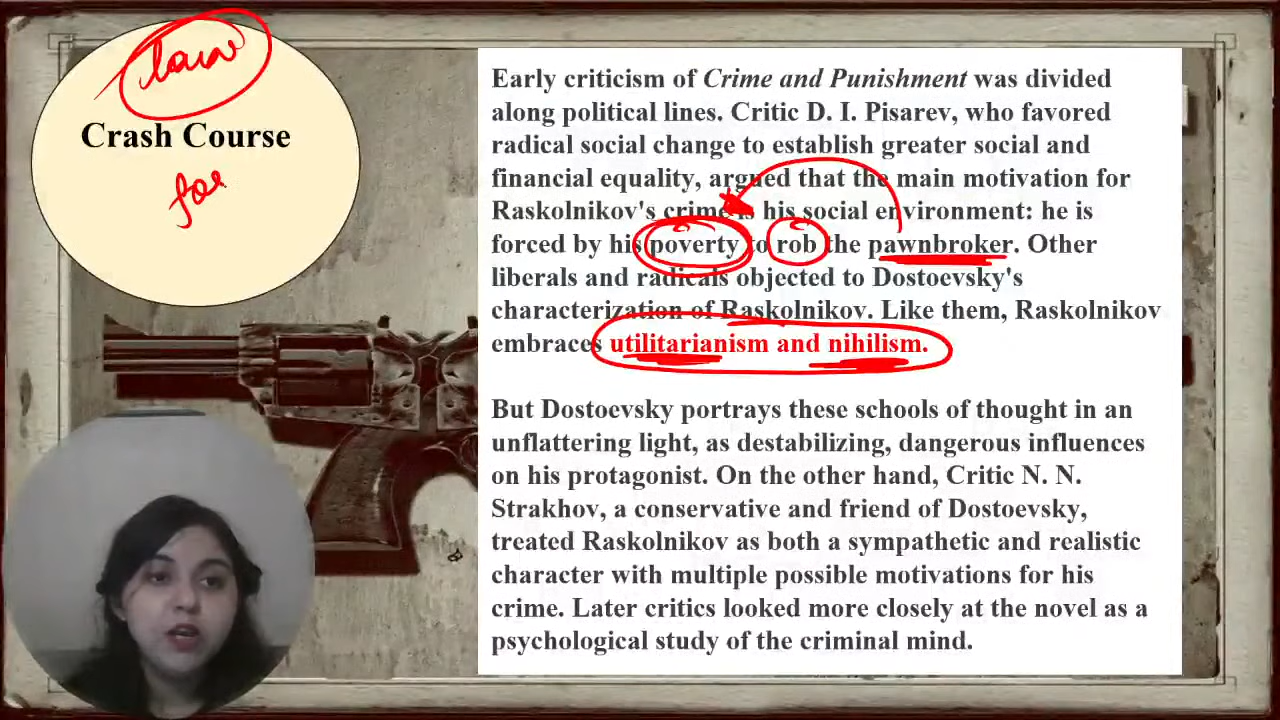 Crash Course
for
Early criticism of Crime and Punishment was divided
along political lines. Critic D. I. Pisarev, who favored
radical social change to establish greater social and
financial equality, argued that the main motivation for
Raskolnikov's crime is his social environment: he is
forced by his poverty to rob the pawnbroker. Other
liberals and radicals objected to Dostoevsky's
characterization of Raskolnikov. Like them, Raskolnikov
embraces utilitarianism and nihilism.
But Dostoevsky portrays these schools of thought in an
unflattering light, as destabilizing, dangerous influences
on his protagonist. On the other hand, Critic N. N.
Strakhov, a conservative and friend of Dostoevsky,
treated Raskolnikov as both a sympathetic and realistic
character with multiple possible motivations for his
crime. Later critics looked more closely at the novel as a
psychological study of the criminal mind.